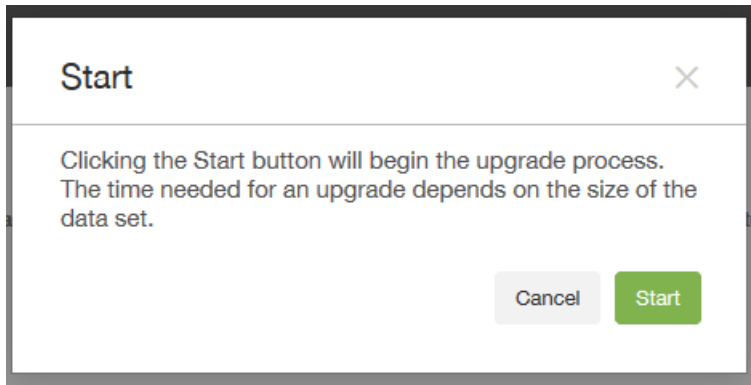 Start
Clicking the Start button will begin the upgrade process.
The time needed for an upgrade depends on the size of the
data set.
Cancel
Start